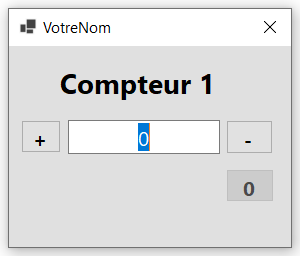 VotreNom
Compteur 1
+ 0 -
0